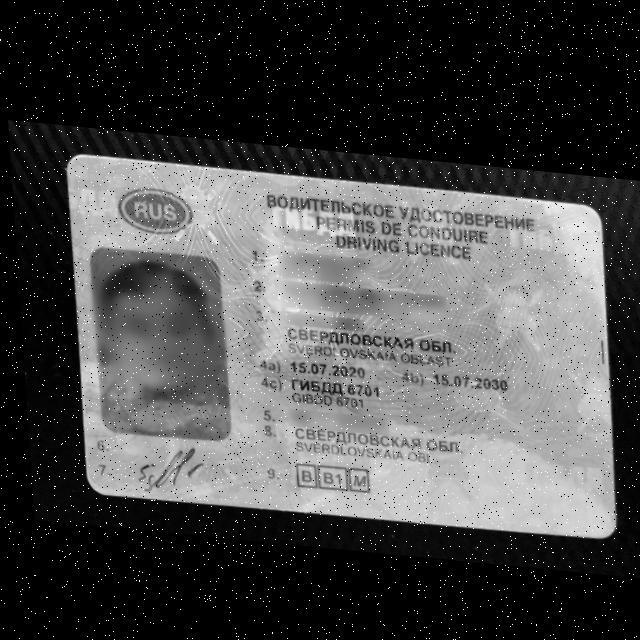 RUS
ВОДИТЕЛЬСКОЕ УДОСТОВЕРЕНИЕ
PERMIS DE CONDUIRE
DRIVING LICENCE
1.
2.
3.
СВЕРДЛОВСКАЯ ОБЛ.
SVERDLOVSKAIA OBLAST
4a) 15.07.2020 4b) 15.07.2030
4c) ГИБДД 6701
GIBDD 6701
5.
8. СВЕРДЛОВСКАЯ ОБЛ.
SVERDLOVSKAIA OBL.
6.
7.
9. B B1 M